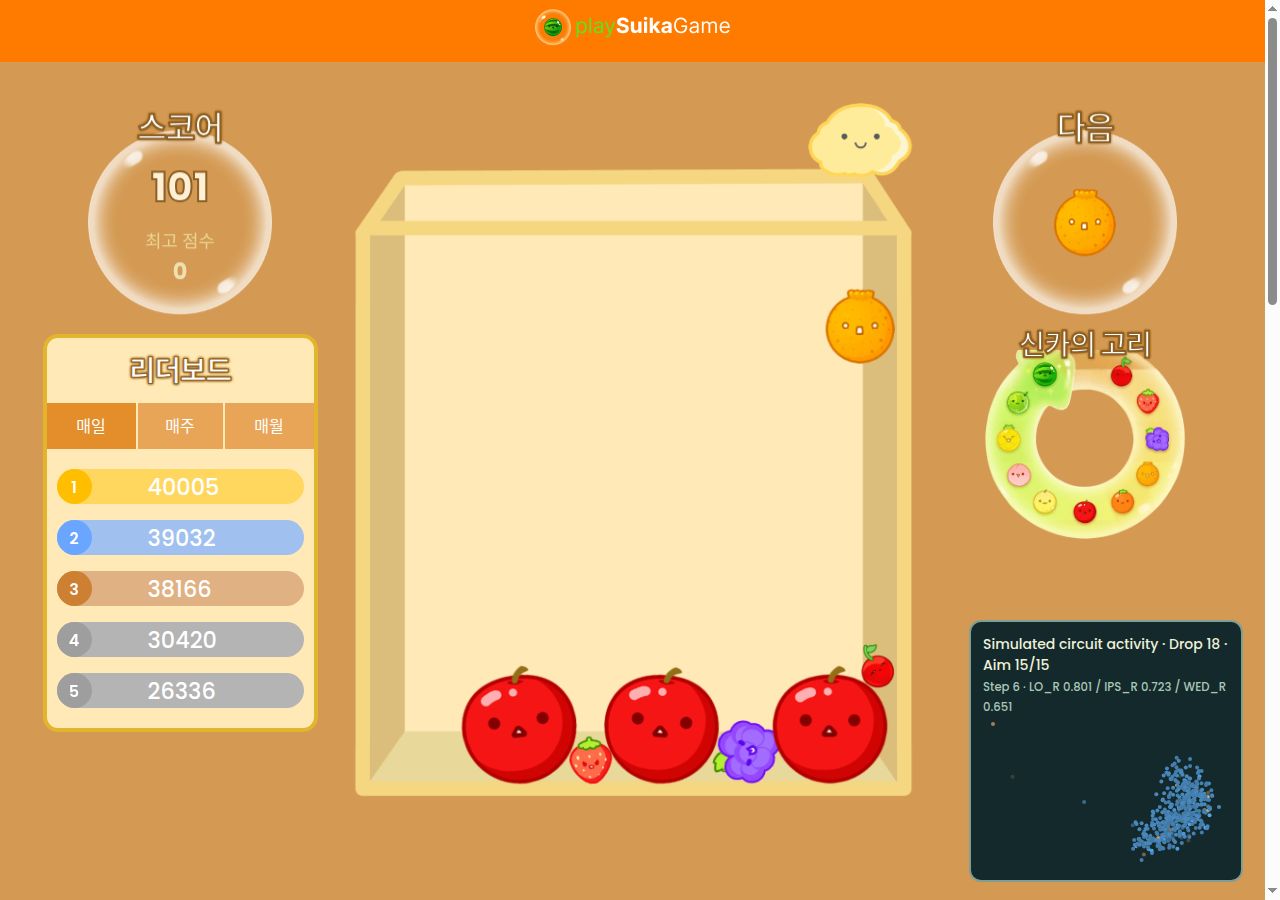 playSuikaGame
스코어
101
최고 점수
0
리더보드
매일 매주 매월
1 40005
2 39032
3 38166
4 30420
5 26336
다음
신카의 고리
Simulated circuit activity · Drop 18 ·
Aim 15/15
Step 6 · LO_R 0.801 / IPS_R 0.723 / WED_R
0.651